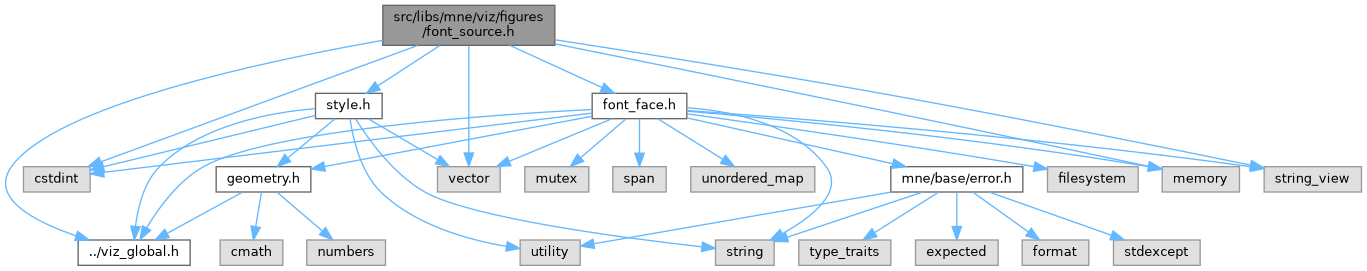 src/libs/mne/viz/figures
/font_source.h
style.h
font_face.h
cstdint
geometry.h
vector
mutex
span
unordered_map
mne/base/error.h
filesystem
memory
string_view
../viz_global.h
cmath
numbers
utility
string
type_traits
expected
format
stdexcept